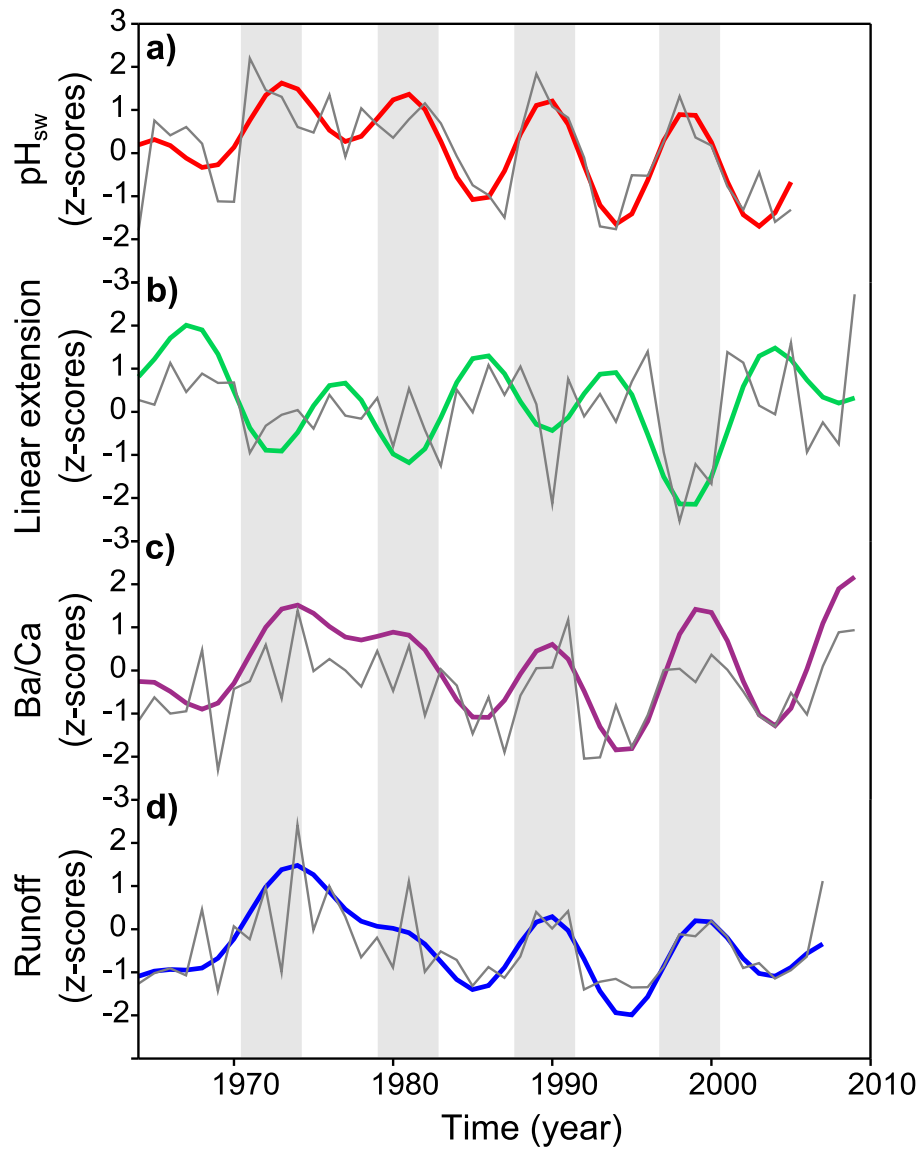 3
a)
2
1
0
-1
-2
pHsw
(z-scores)
-3
b)
2
1
0
-1
-2
Linear extension
(z-scores)
-3
c)
2
1
0
-1
-2
Ba/Ca
(z-scores)
-3
d)
2
1
0
-1
-2
Runoff
(z-scores)
1970 1980 1990 2000 2010
Time (year)